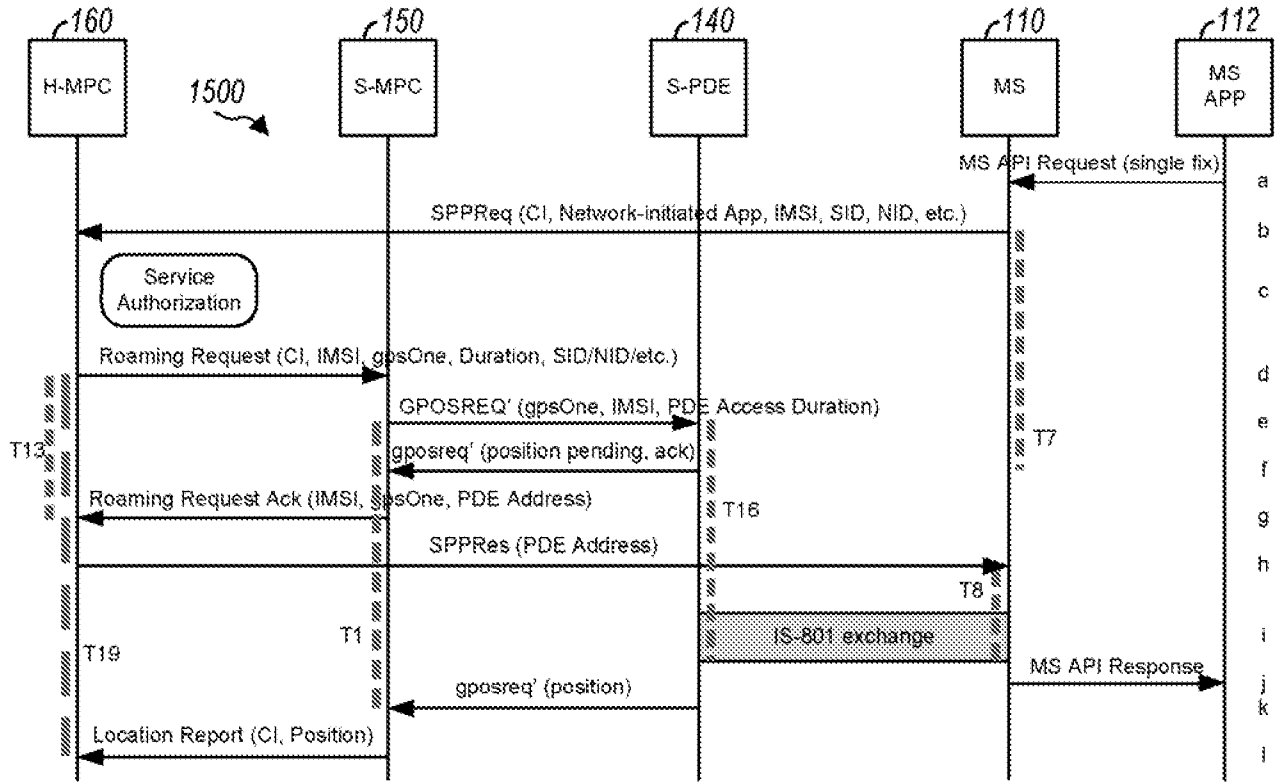 160
150
140
110
112
H-MPC
S-MPC
S-PDE
MS
MS
APP
1500
MS API Request (single fix)
a
SPPReq (CI, Network-initiated App, IMSI, SID, NID, etc.)
b
Service
Authorization
c
Roaming Request (CI, IMSI, gpsOne, Duration, SID/NID/etc.)
d
GPOSREQ' (gpsOne, IMSI, PDE Access Duration)
e
T13
T7
gposreq' (position pending, ack)
f
Roaming Request Ack (IMSI, gpsOne, PDE Address)
T16
g
SPPRes (PDE Address)
h
T8
T1
IS-801 exchange
i
T19
MS API Response
j
gposreq' (position)
k
Location Report (CI, Position)
l